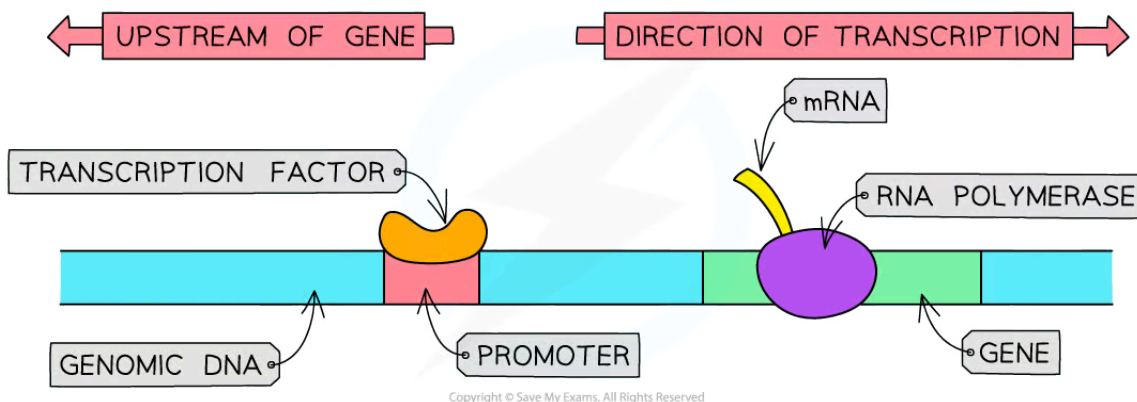 UPSTREAM OF GENE
DIRECTION OF TRANSCRIPTION
mRNA
TRANSCRIPTION FACTOR
RNA POLYMERASE
GENOMIC DNA
PROMOTER
GENE
Copyright © Save My Exams. All Rights Reserved